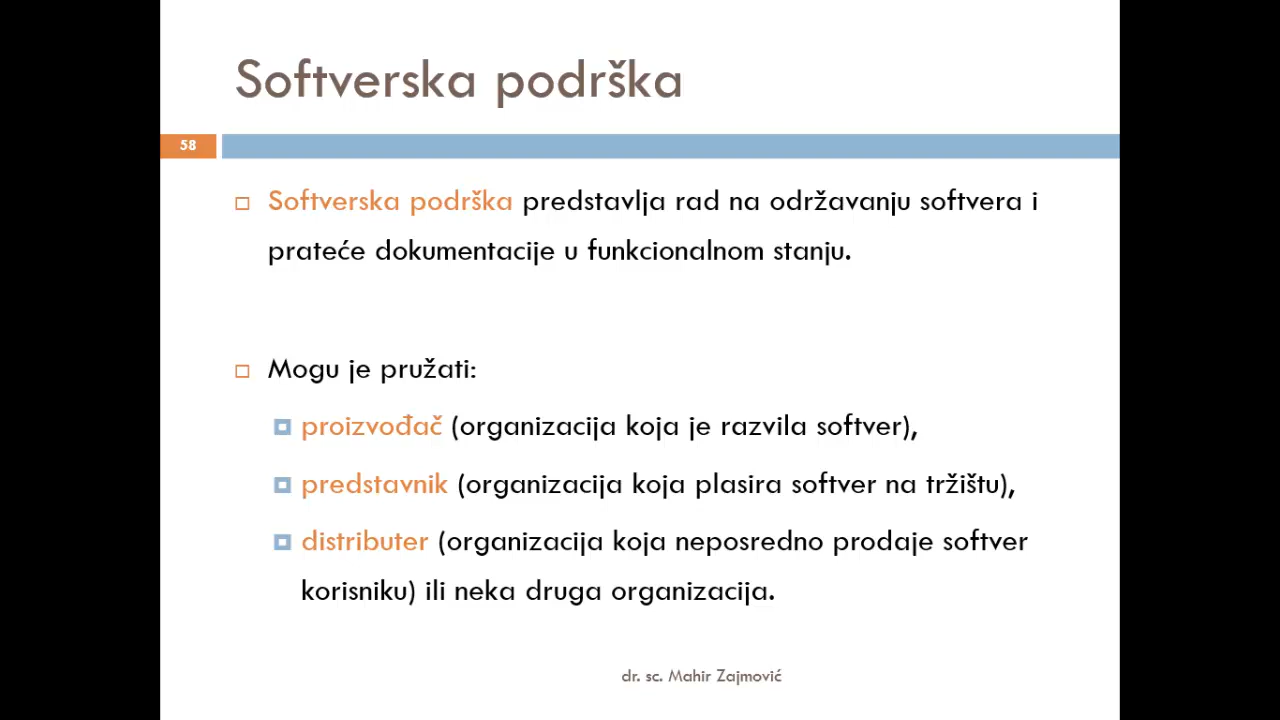 Softverska podrška
58
Softverska podrška predstavlja rad na održavanju softvera i
prateće dokumentacije u funkcionalnom stanju.
Mogu je pružati:
proizvođač (organizacija koja je razvila softver),
predstavnik (organizacija koja plasira softver na tržištu),
distributer (organizacija koja neposredno prodaje softver
korisniku) ili neka druga organizacija.
dr. sc. Mahir Zajmović